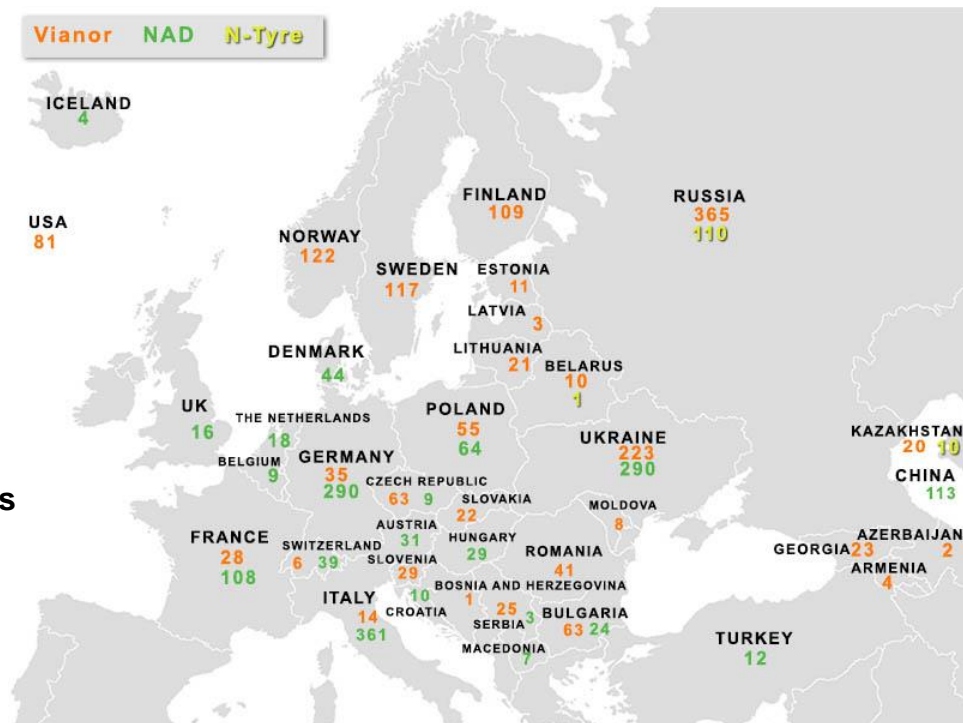 Vianor NAD N-Tyre
ICELAND
4
USA
81
FINLAND
109
RUSSIA
365
110
NORWAY
122
SWEDEN
117
ESTONIA
11
LATVIA
3
LITHUANIA
21
BELARUS
10
1
DENMARK
44
UK
16
THE NETHERLANDS
18
BELGIUM
9
GERMANY
35
290
POLAND
55
64
UKRAINE
223
290
KAZAKHSTAN
20 10
CHINA
113
s
CZECH REPUBLIC
63 9
SLOVAKIA
22
MOLDOVA
8
FRANCE
28
108
SWITZERLAND
6 39
AUSTRIA
31
HUNGARY
29
SLOVENIA
29
ROMANIA
41
AZERBAIJAN
2
GEORGIA 23
ARMENIA
4
ITALY
14
361
10
CROATIA
BOSNIA AND HERZEGOVINA
1
25
SERBIA 3
BULGARIA
63 24
MACEDONIA
7
TURKEY
12